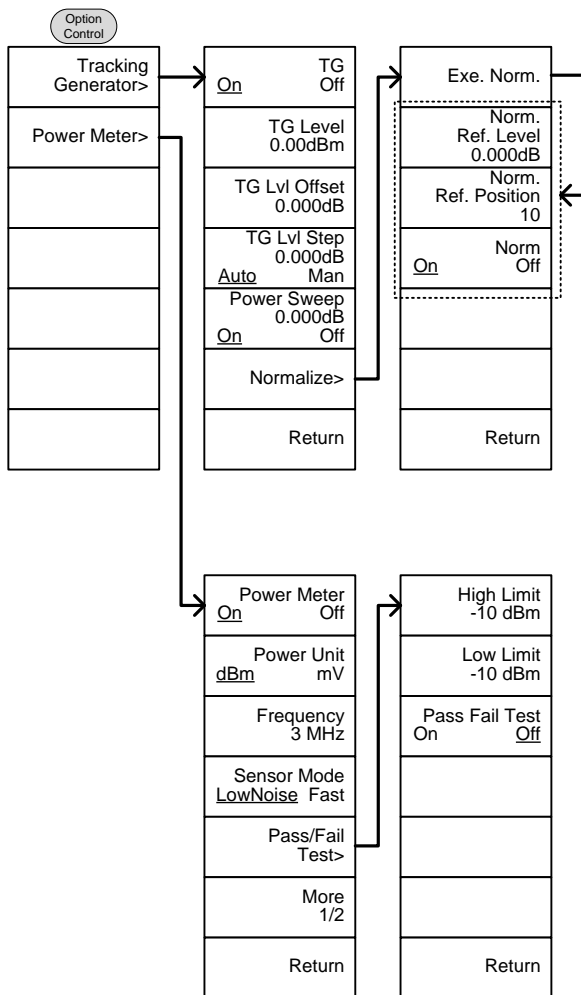 Option
Control
Tracking
Generator>
Power Meter>
TG
On Off
TG Level
0.00dBm
TG Lvl Offset
0.000dB
TG Lvl Step
0.000dB
Auto Man
Power Sweep
0.000dB
On Off
Normalize>
Return
Exe. Norm.
Norm.
Ref. Level
0.000dB
Norm.
Ref. Position
10
Norm
On Off
Return
Power Meter
On Off
Power Unit
dBm mV
Frequency
3 MHz
Sensor Mode
LowNoise Fast
Pass/Fail
Test>
More
1/2
Return
High Limit
-10 dBm
Low Limit
-10 dBm
Pass Fail Test
On Off
Return